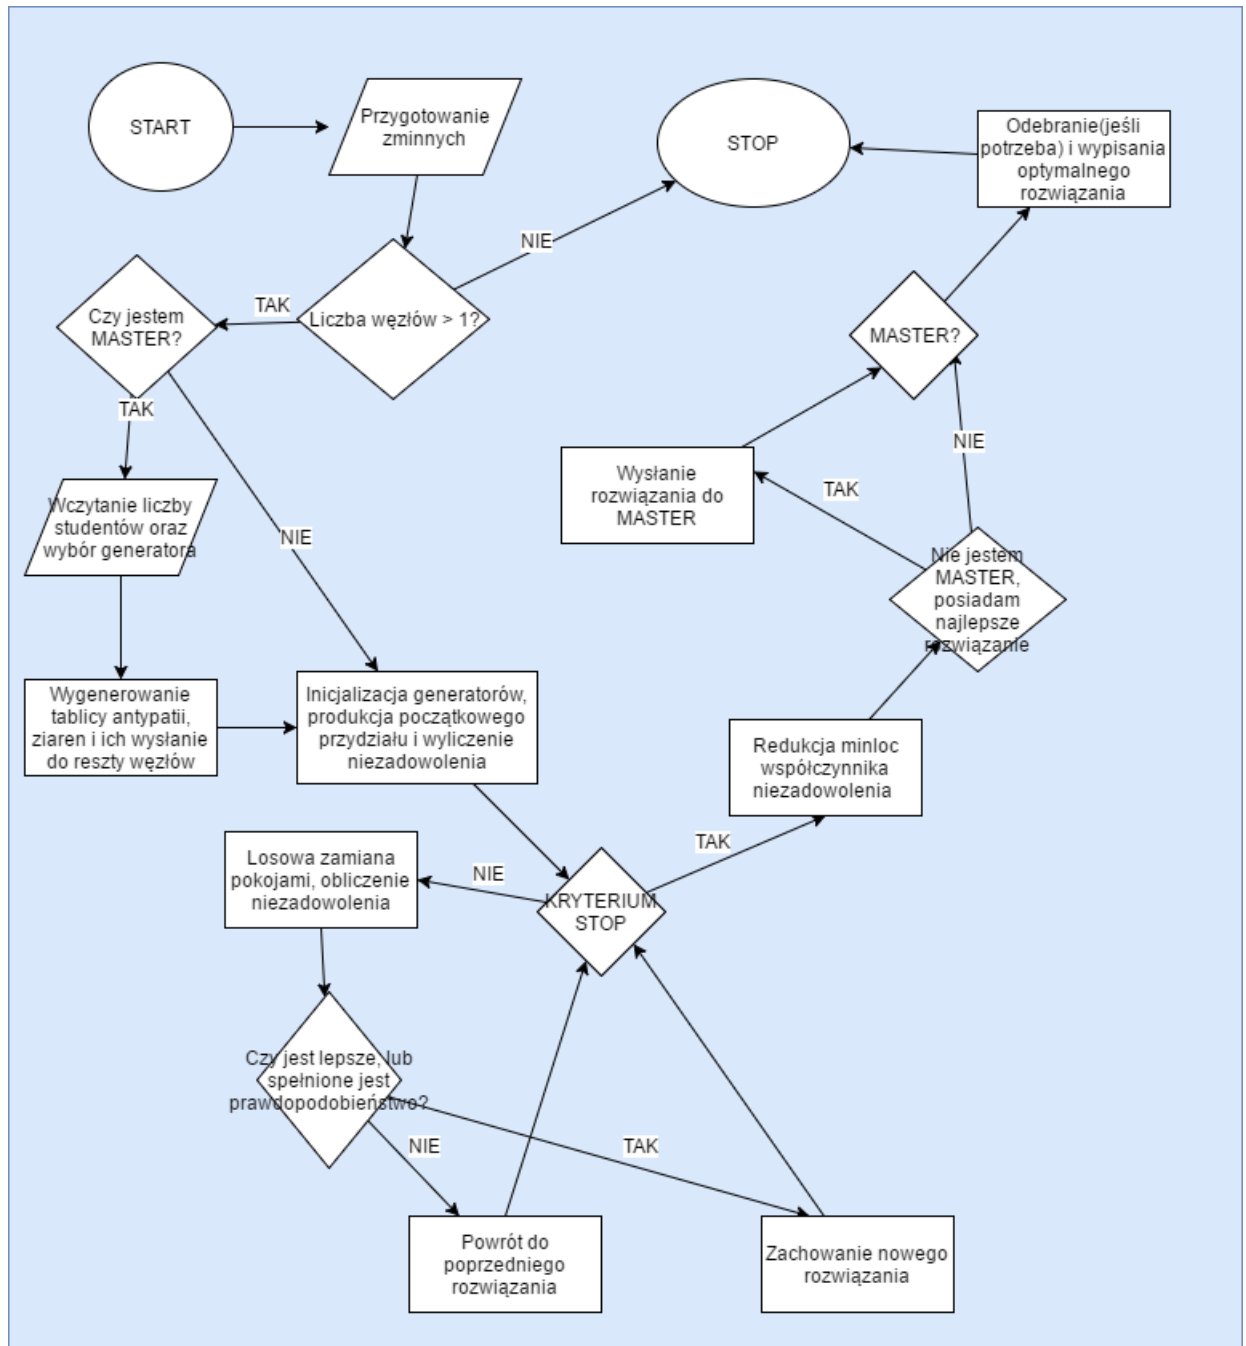 START
Przygotowanie
zminnych
STOP
Odebranie(jeśli
potrzeba) i wypisania
optymalnego
rozwiązania
NIE
TAK
Liczba węzłów > 1?
Czy jestem
MASTER?
MASTER?
TAK
NIE
Wczytanie liczby
studentów oraz
wybór generatora
NIE
Wysłanie
rozwiązania do
MASTER
TAK
Nie jestem
MASTER,
posiadam
najlepsze
rozwiązanie
Wygenerowanie
tablicy antypatii,
ziaren i ich wysłanie
do reszty węzłów
Inicjalizacja generatorów,
produkcja początkowego
przydziału i wyliczenie
niezadowolenia
Redukcja minloc
współczynnika
niezadowolenia
TAK
Losowa zamiana
pokojami, obliczenie
niezadowolenia
NIE
KRYTERIUM
STOP
Czy jest lepsze, lub
spełnione jest
prawdopodobieństwo?
NIE
TAK
Powrót do
poprzedniego
rozwiązania
Zachowanie nowego
rozwiązania